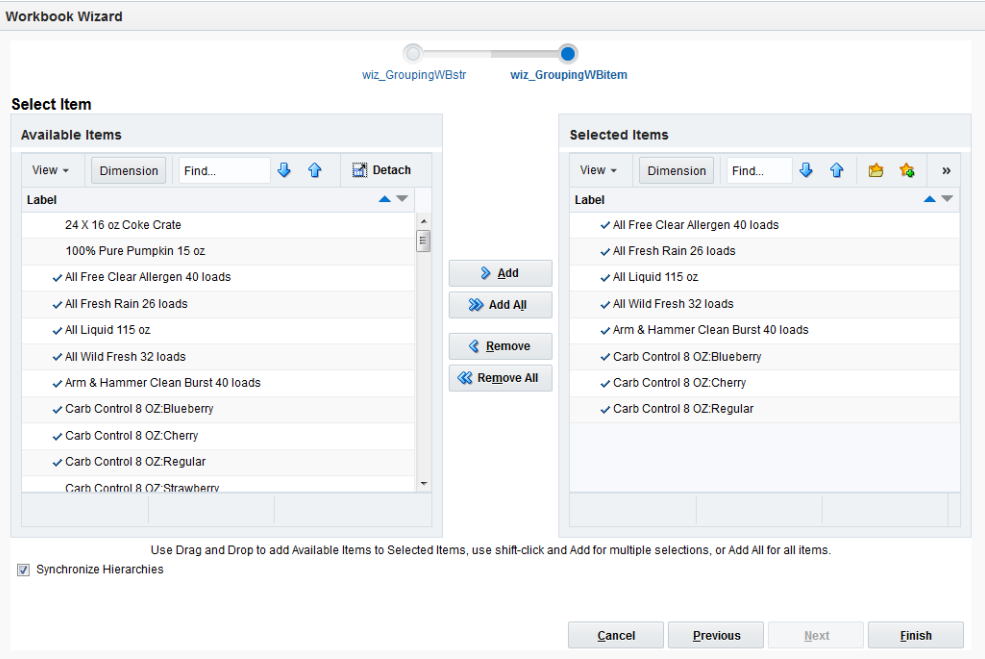 Workbook Wizard
wiz_GroupingWBstr
wiz_GroupingWBitem
Select Item
Available Items
View
Dimension
Find...
Detach
Label
24 X 16 oz Coke Crate
100% Pure Pumpkin 15 oz
All Free Clear Allergen 40 loads
All Fresh Rain 26 loads
All Liquid 115 oz
All Wild Fresh 32 loads
Arm & Hammer Clean Burst 40 loads
Carb Control 8 OZ:Blueberry
Carb Control 8 OZ:Cherry
Carb Control 8 OZ:Regular
Carb Control 8 OZ:Strawberry
Add
Add All
Remove
Remove All
Selected Items
View
Dimension
Find...
»
Label
All Free Clear Allergen 40 loads
All Fresh Rain 26 loads
All Liquid 115 oz
All Wild Fresh 32 loads
Arm & Hammer Clean Burst 40 loads
Carb Control 8 OZ:Blueberry
Carb Control 8 OZ:Cherry
Carb Control 8 OZ:Regular
Use Drag and Drop to add Available Items to Selected Items, use shift-click and Add for multiple selections, or Add All for all items.
Synchronize Hierarchies
Cancel
Previous
Next
Finish